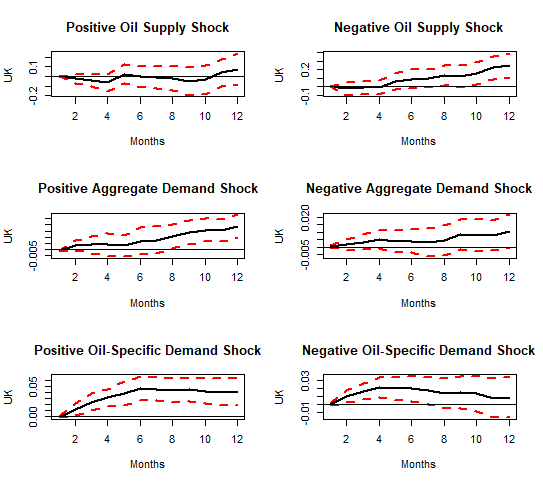 Positive Oil Supply Shock
UK
0.1
-0.2
2 4 6 8 10 12
Months
Negative Oil Supply Shock
UK
0.2
-0.1
2 4 6 8 10 12
Months
Positive Aggregate Demand Shock
UK
-0.005
2 4 6 8 10 12
Months
Negative Aggregate Demand Shock
UK
0.020
-0.005
2 4 6 8 10 12
Months
Positive Oil-Specific Demand Shock
UK
0.05
0.00
2 4 6 8 10 12
Months
Negative Oil-Specific Demand Shock
UK
0.03
-0.01
2 4 6 8 10 12
Months